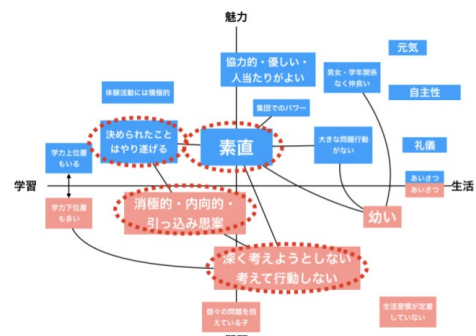 魅力
元気
協力的・優しい・
人当たりがよい
男女・学年関係
なく仲良い
体験活動には積極的
自主性
集団でのパワー
決められたこと
はやり遂げる
素直
大きな問題行動
がない
礼儀
学力上位層
もいる
学習
あいさつ
生活
あいさつ
学力下位層
も多い
消極的・内向的・
引っ込み思案
幼い
深く考えようとしない
考えて行動しない
個々の問題を抱
えている子
生活習慣が定着
していない